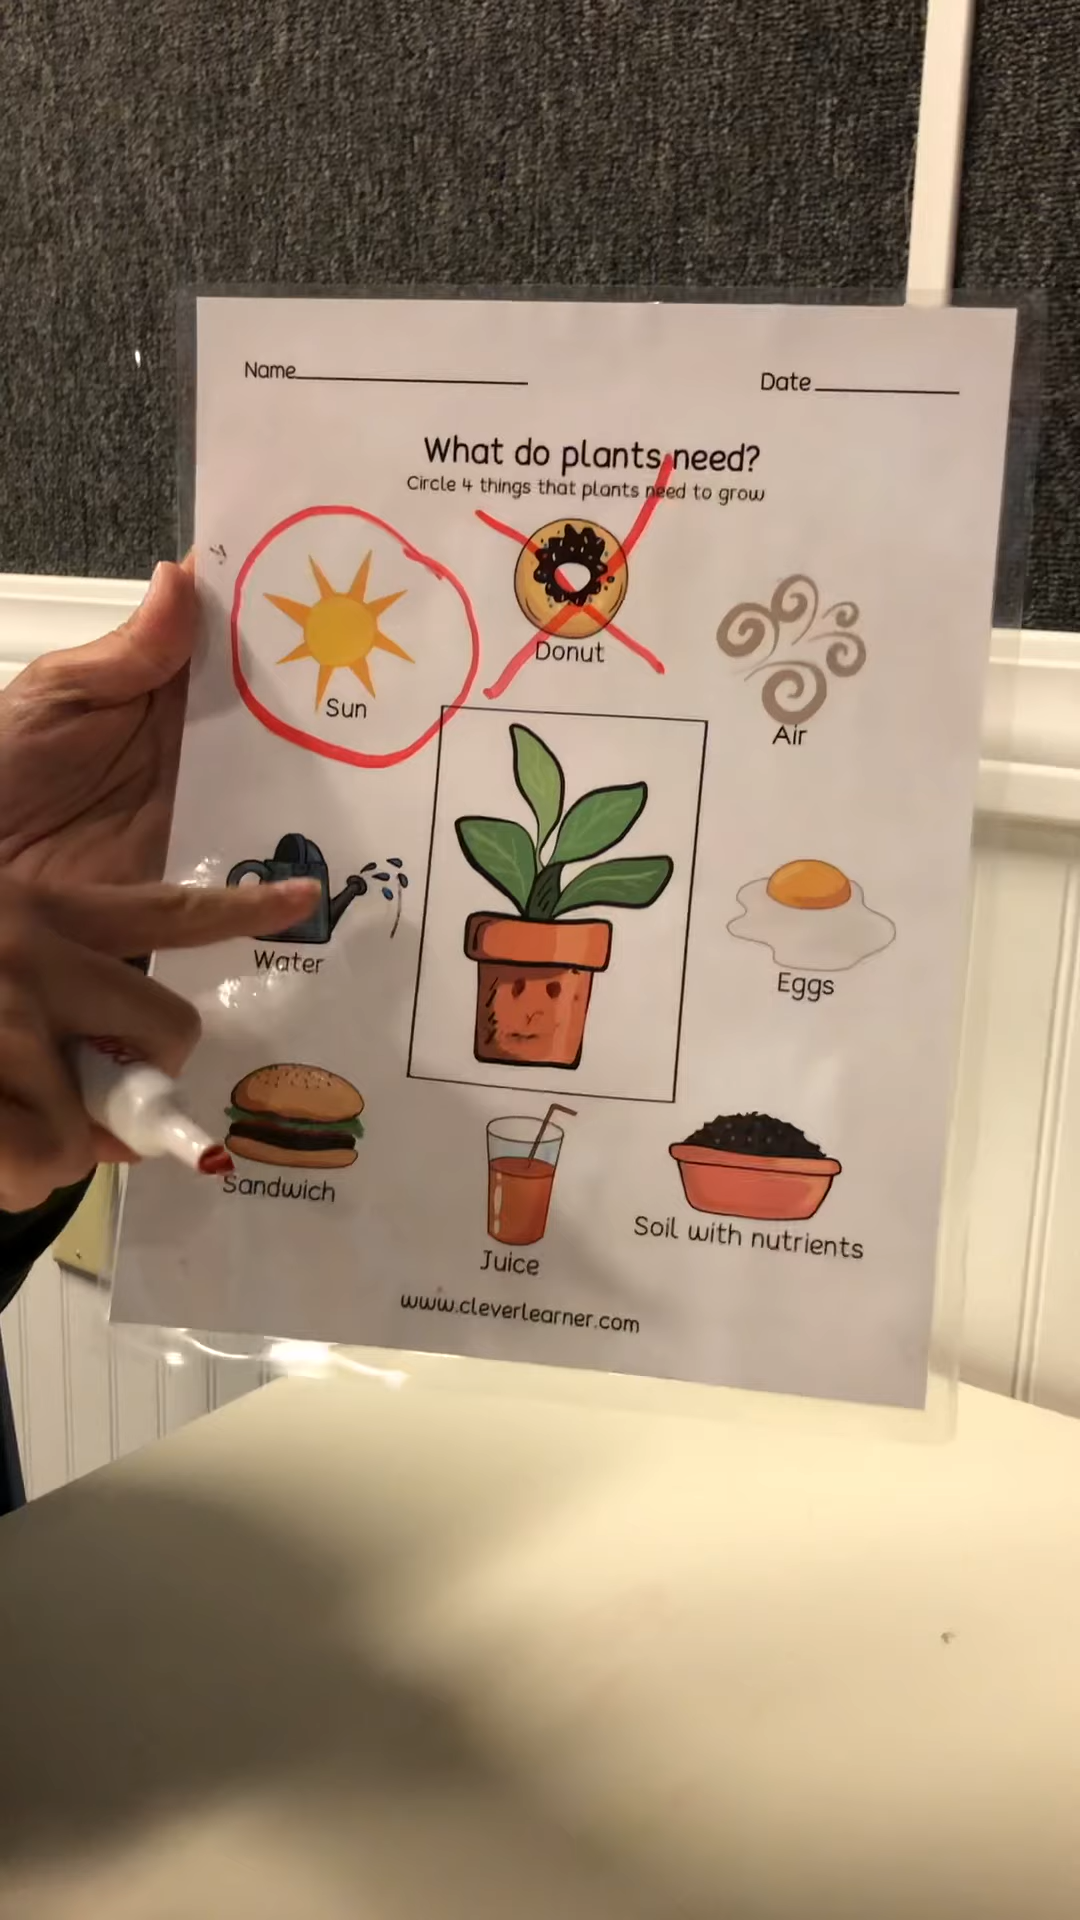 Name Date
What do plants need?
Circle 4 things that plants need to grow
Donut
Sun
Air
Water
Eggs
Sandwich
Soil with nutrients
Juice
www.cleverlearner.com